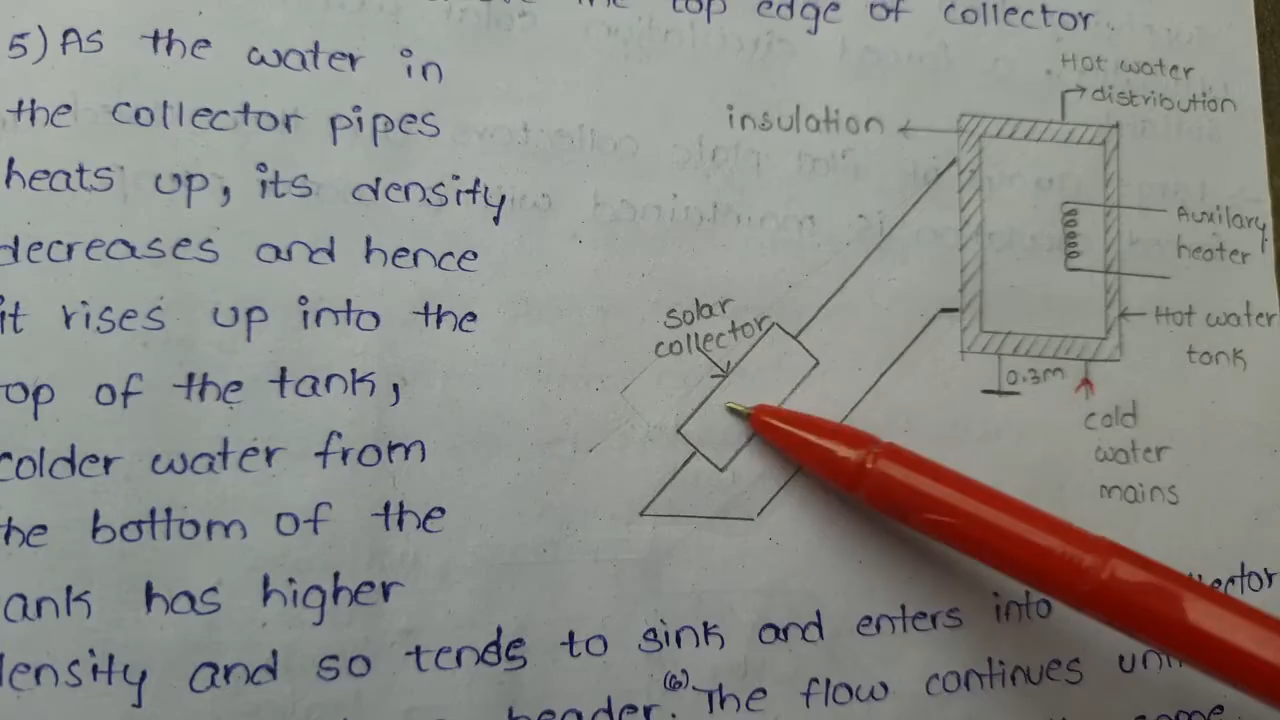 top edge of collector.
5) As the water in
the collector pipes
heats up, its density
decreases and hence
it rises up into the
op of the tank,
colder water from
he bottom of the
ank has higher
density and so tends to sink and enters into
header. (6) The flow continues
Hot water
distribution
insulation
Auxilary
heater
solar
collector
Hot water
tank
0.3m
cold
water
mains